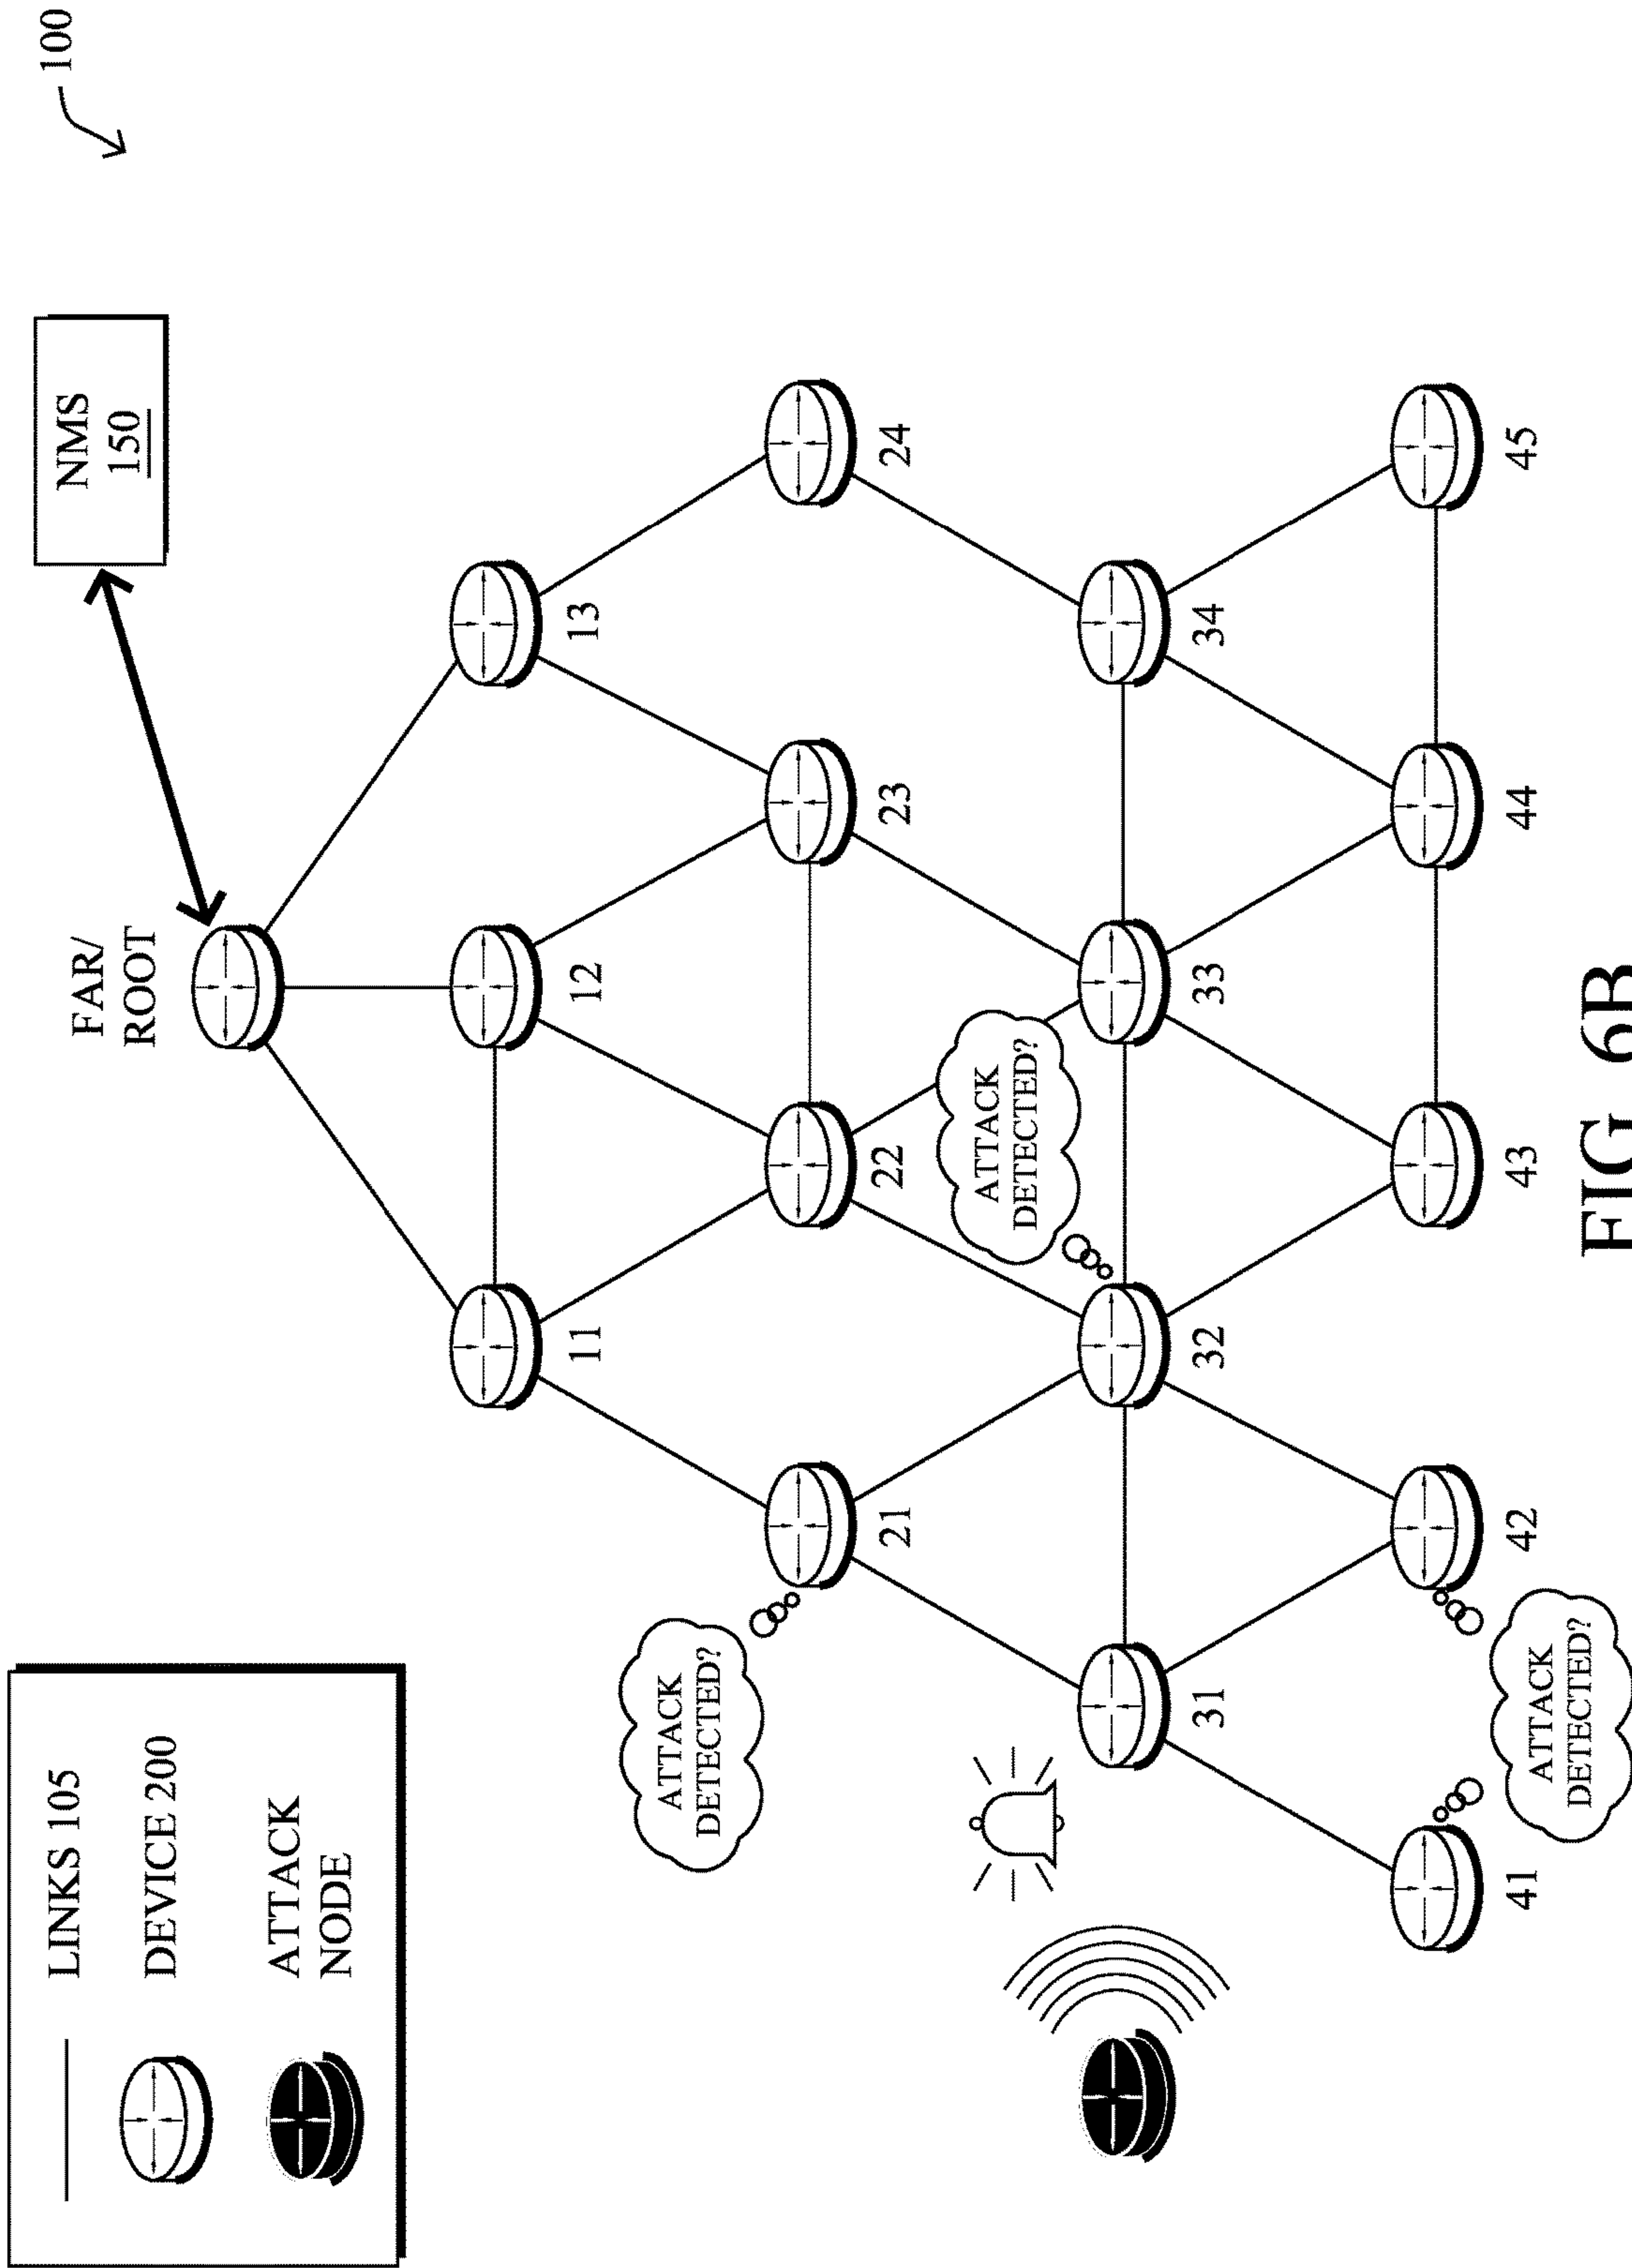 LINKS 105
DEVICE 200
ATTACK
NODE
100
NMS
150
FAR/
ROOT
11
12
13
21
22
23
24
ATTACK
DETECTED?
ATTACK
DETECTED?
31
32
33
34
41
42
43
44
45
ATTACK
DETECTED?
FIG. 6B